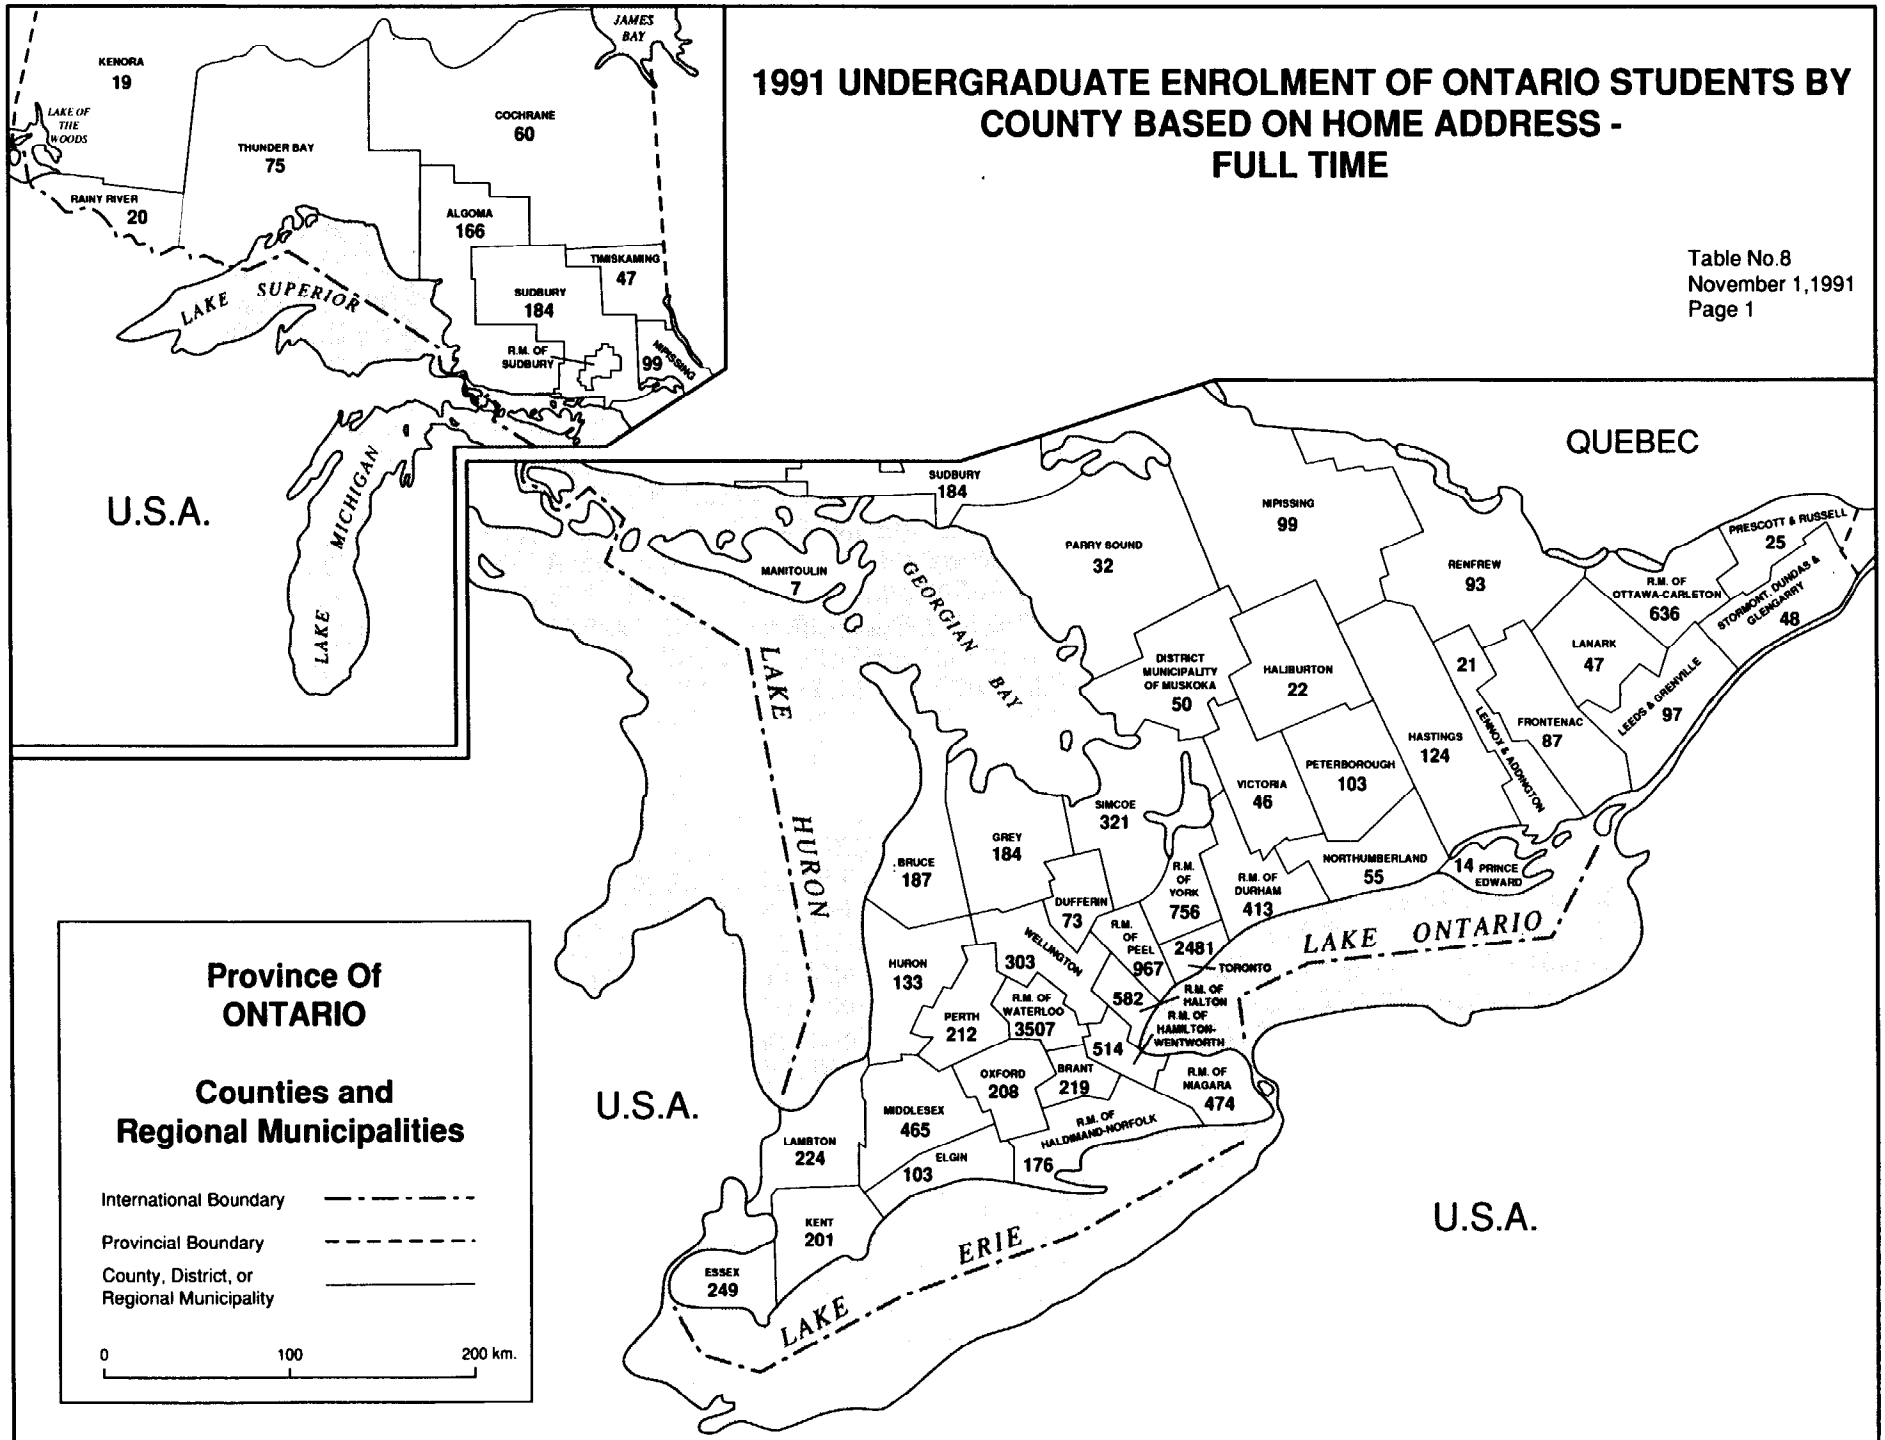 1991 UNDERGRADUATE ENROLMENT OF ONTARIO STUDENTS BY
COUNTY BASED ON HOME ADDRESS -
FULL TIME
Table No.8
November 1,1991
Page 1
JAMES
BAY
KENORA
19
LAKE OF
THE
WOODS
COCHRANE
60
THUNDER BAY
75
RAINY RIVER
20
ALGOMA
166
TIMISKAMING
47
LAKE SUPERIOR
SUDBURY
184
R.M. OF
SUDBURY
NIPISSING
99
LAKE MICHIGAN
U.S.A.
QUEBEC
SUDBURY
184
NIPISSING
99
PARRY SOUND
32
MANITOULIN
7
GEORGIAN BAY
RENFREW
93
PRESCOTT & RUSSELL
25
R.M. OF
OTTAWA-CARLETON
636
STORMONT, DUNDAS &
GLENGARRY
48
LANARK
47
LEEDS & GRENVILLE
97
DISTRICT
MUNICIPALITY
OF MUSKOKA
50
HALIBURTON
22
21
LENNOX & ADDINGTON
FRONTENAC
87
HASTINGS
124
PETERBOROUGH
103
VICTORIA
46
SIMCOE
321
LAKE HURON
GREY
184
BRUCE
187
NORTHUMBERLAND
55
14 PRINCE
EDWARD
R.M.
OF
YORK
756
R.M. OF
DURHAM
413
DUFFERIN
73
R.M.
OF
PEEL
967
2481
TORONTO
LAKE ONTARIO
WELLINGTON
303
HURON
133
582
R.M. OF
HALTON
R.M. OF
HAMILTON-
WENTWORTH
514
R.M. OF
WATERLOO
3507
PERTH
212
OXFORD
208
BRANT
219
R.M. OF
NIAGARA
474
R.M. OF
HALDIMAND-NORFOLK
176
MIDDLESEX
465
ELGIN
103
LAMBTON
224
KENT
201
ESSEX
249
LAKE ERIE
U.S.A.
U.S.A.
Province Of
ONTARIO
Counties and
Regional Municipalities
International Boundary
Provincial Boundary
County, District, or
Regional Municipality
0 100 200 km.